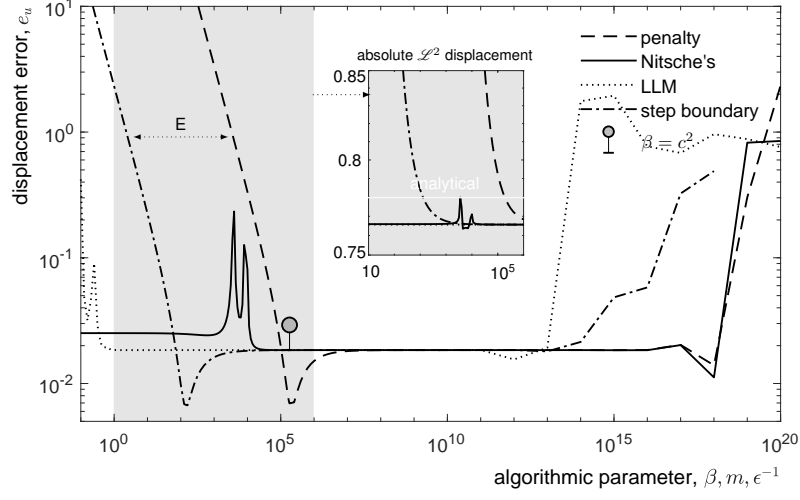 displacement error, e_u
10^1
10^0
10^-1
10^-2
10^0
10^5
10^10
10^15
10^20
algorithmic parameter, β, m, ϵ^-1
E
absolute ℒ^2 displacement
0.85
0.8
0.75
10
10^5
analytical
penalty
Nitsche's
LLM
step boundary
β = c^2